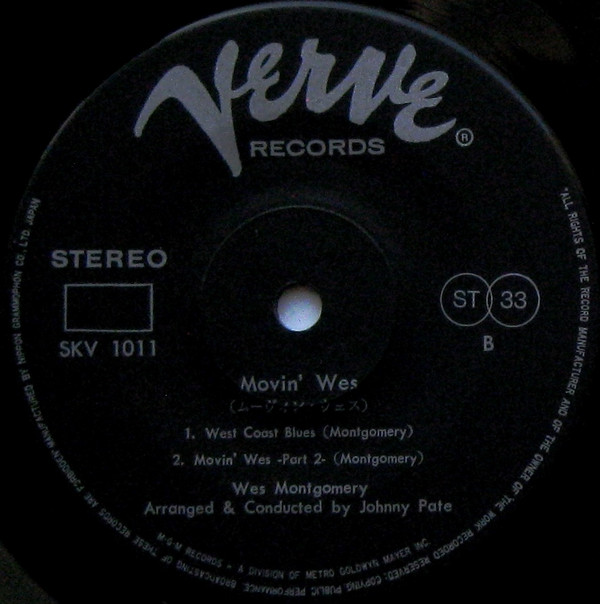 Verve
®
RECORDS
STEREO
SKV 1011
ST 33
B
Movin' Wes
(ムーヴィン・ウェス)
1. West Coast Blues (Montgomery)
2. Movin' Wes -Part 2- (Montgomery)
Wes Montgomery
Arranged & Conducted by Johnny Pate
M-G-M RECORDS • A DIVISION OF METRO GOLDWYN MAYER INC
"ALL RIGHTS OF THE RECORD MANUFACTURER AND OF THE OWNER OF THE WORK RECORDED RESERVED. COPYING PUBLIC PERFORMANCE, BROADCASTING OF THESE RECORDS ARE FORBIDDEN" MANUFACTURED BY NIPPON GRAMMOPHON CO., LTD JAPAN